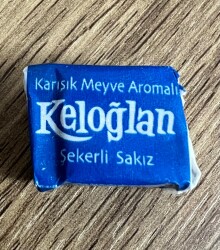 Karışık Meyve Aromalı
Keloğlan
Şekerli Sakız